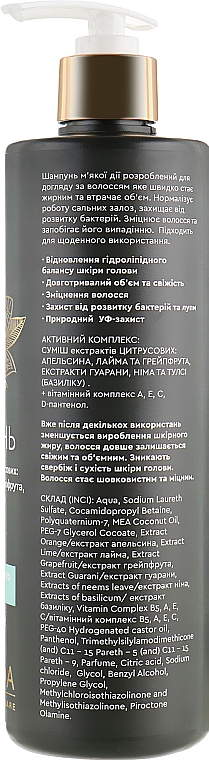 Шампунь м'якої дії розроблений для
догляду за волоссям яке швидко стає
жирним та втрачає об'єм. Нормалізує
роботу сальних залоз, захищає від
розвитку бактерій. Зміцнює волосся та
запобігає його випадінню. Підходить
для щоденного використання.
• Відновлення гідроліпідного
балансу шкіри голови
• Довготривалий об'єм та свіжість
• Зміцнення волосся
• Захист від розвитку бактерій та лупи
• Природний УФ-захист
АКТИВНИЙ КОМПЛЕКС:
СУМІШ екстрактів ЦИТРУСОВИХ:
АПЕЛЬСИНА, ЛАЙМА та ГРЕЙПФРУТА,
ЕКСТРАКТИ ГУАРАНИ, НІМА ТА ТУЛСІ
(БАЗИЛІКУ) .
+ вітамінний комплекс А, Е, С,
D-пантенол.
Вже після декількох використань
зменшується вироблення шкірного
жиру, волосся довше залишається
свіжим та об'ємним. Зникають
свербіж і сухість шкіри голови.
Волосся стає шовковистим та міцним.
СКЛАД (INCI): Aqua, Sodium Laureth
Sulfate, Cocamidopropyl Betaine,
Polyquaternium-7, MEA Coconut Oil,
PEG-7 Glycerol Cocoate, Extract
Orange/екстракт апельсина, Extract
Lime/екстракт лайма, Extract
Grapefruit/екстракт грейпфрута,
Extract Guarani/екстракт гуарани,
Extracts of neems leave/екстракт німа,
Extracts of basilicum/ екстракт
базиліку, Vitamin Complex B5, A, E,
C/вітамінний комплекс B5, A, E, C,
PEG-40 Hydrogenated castor oil,
Panthenol, Trimethylsilylamodimethicone
(and) C11 - 15 Pareth - 5 (and) C11 - 15
Pareth - 9, Parfume, Citric acid, Sodium
chloride, Glycol, Benzyl Alcohol,
Propylene Glycol,
Methylchloroisothiazolinone and
Methylisothiazolinone, Piroctone
Olamine.